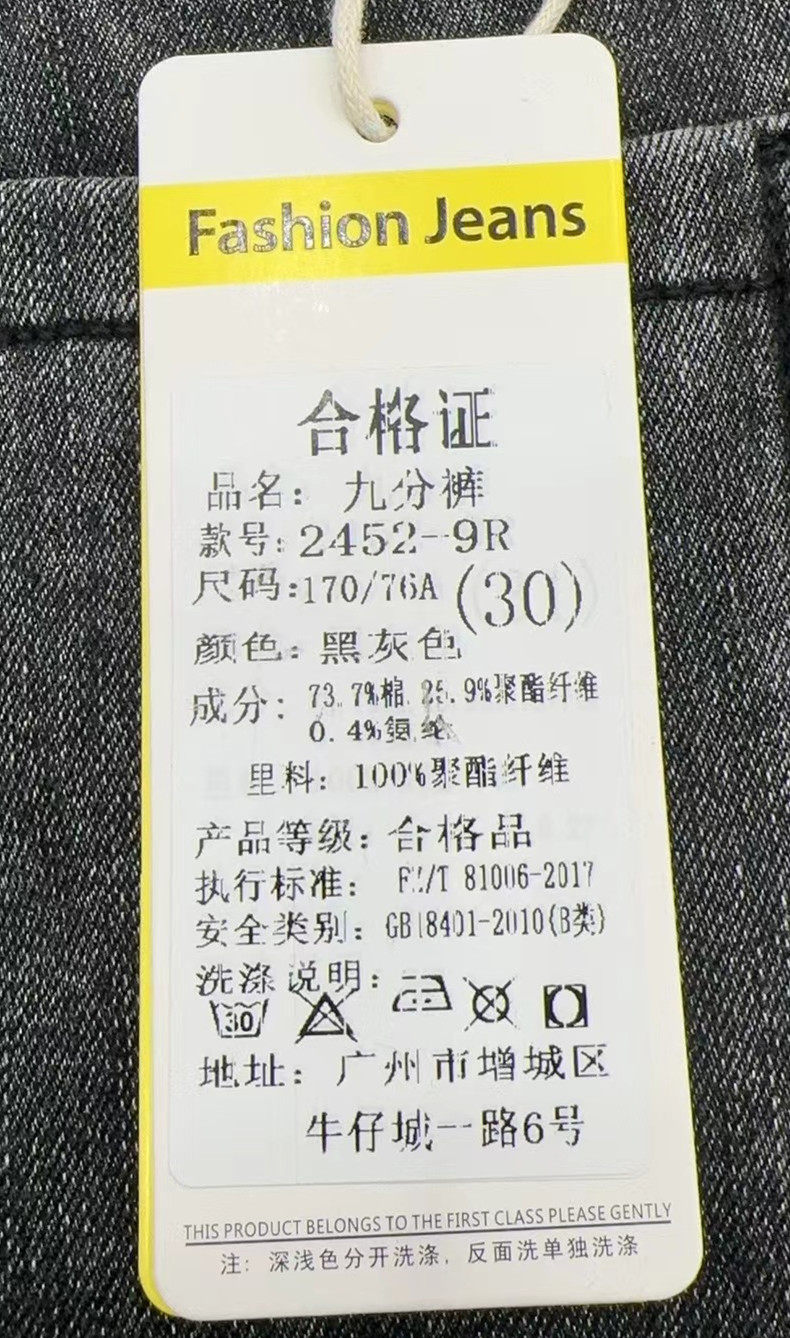 Fashion Jeans
合格证
品名：九分裤
款号：2452--9R
尺码：170/76A (30)
颜色：黑灰色
成分：73.7%棉 25.9%聚酯纤维
0.4%氨纶
里料：100%聚酯纤维
产品等级：合格品
执行标准：FZ/T 81006-2017
安全类别：GB18401-2010(B类)
洗涤说明：
30
地址：广州市增城区
牛仔城一路6号
THIS PRODUCT BELONGS TO THE FIRST CLASS PLEASE GENTLY
注：深浅色分开洗涤，反面洗单独洗涤